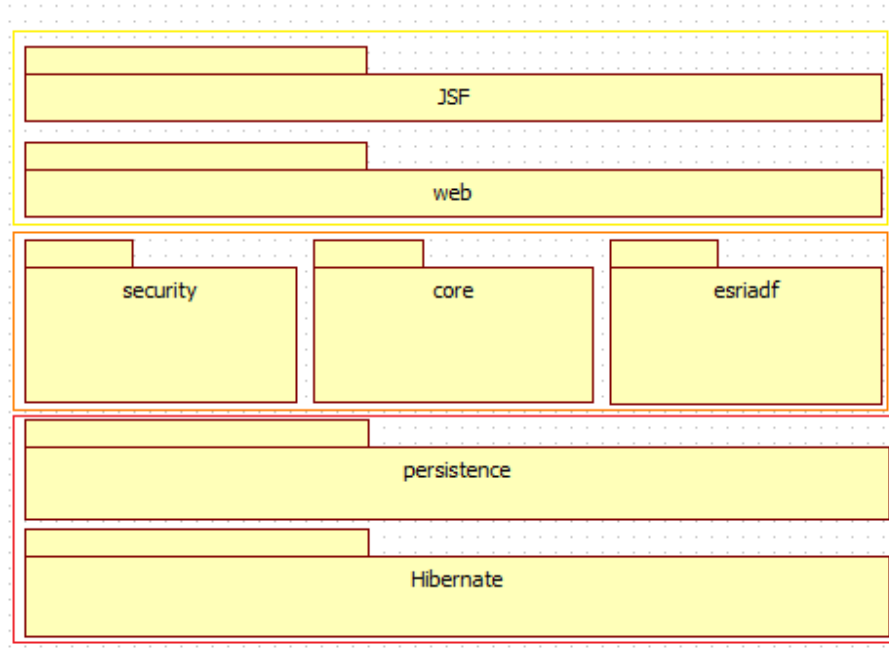 JSF
web
security
core
esriadf
persistence
Hibernate